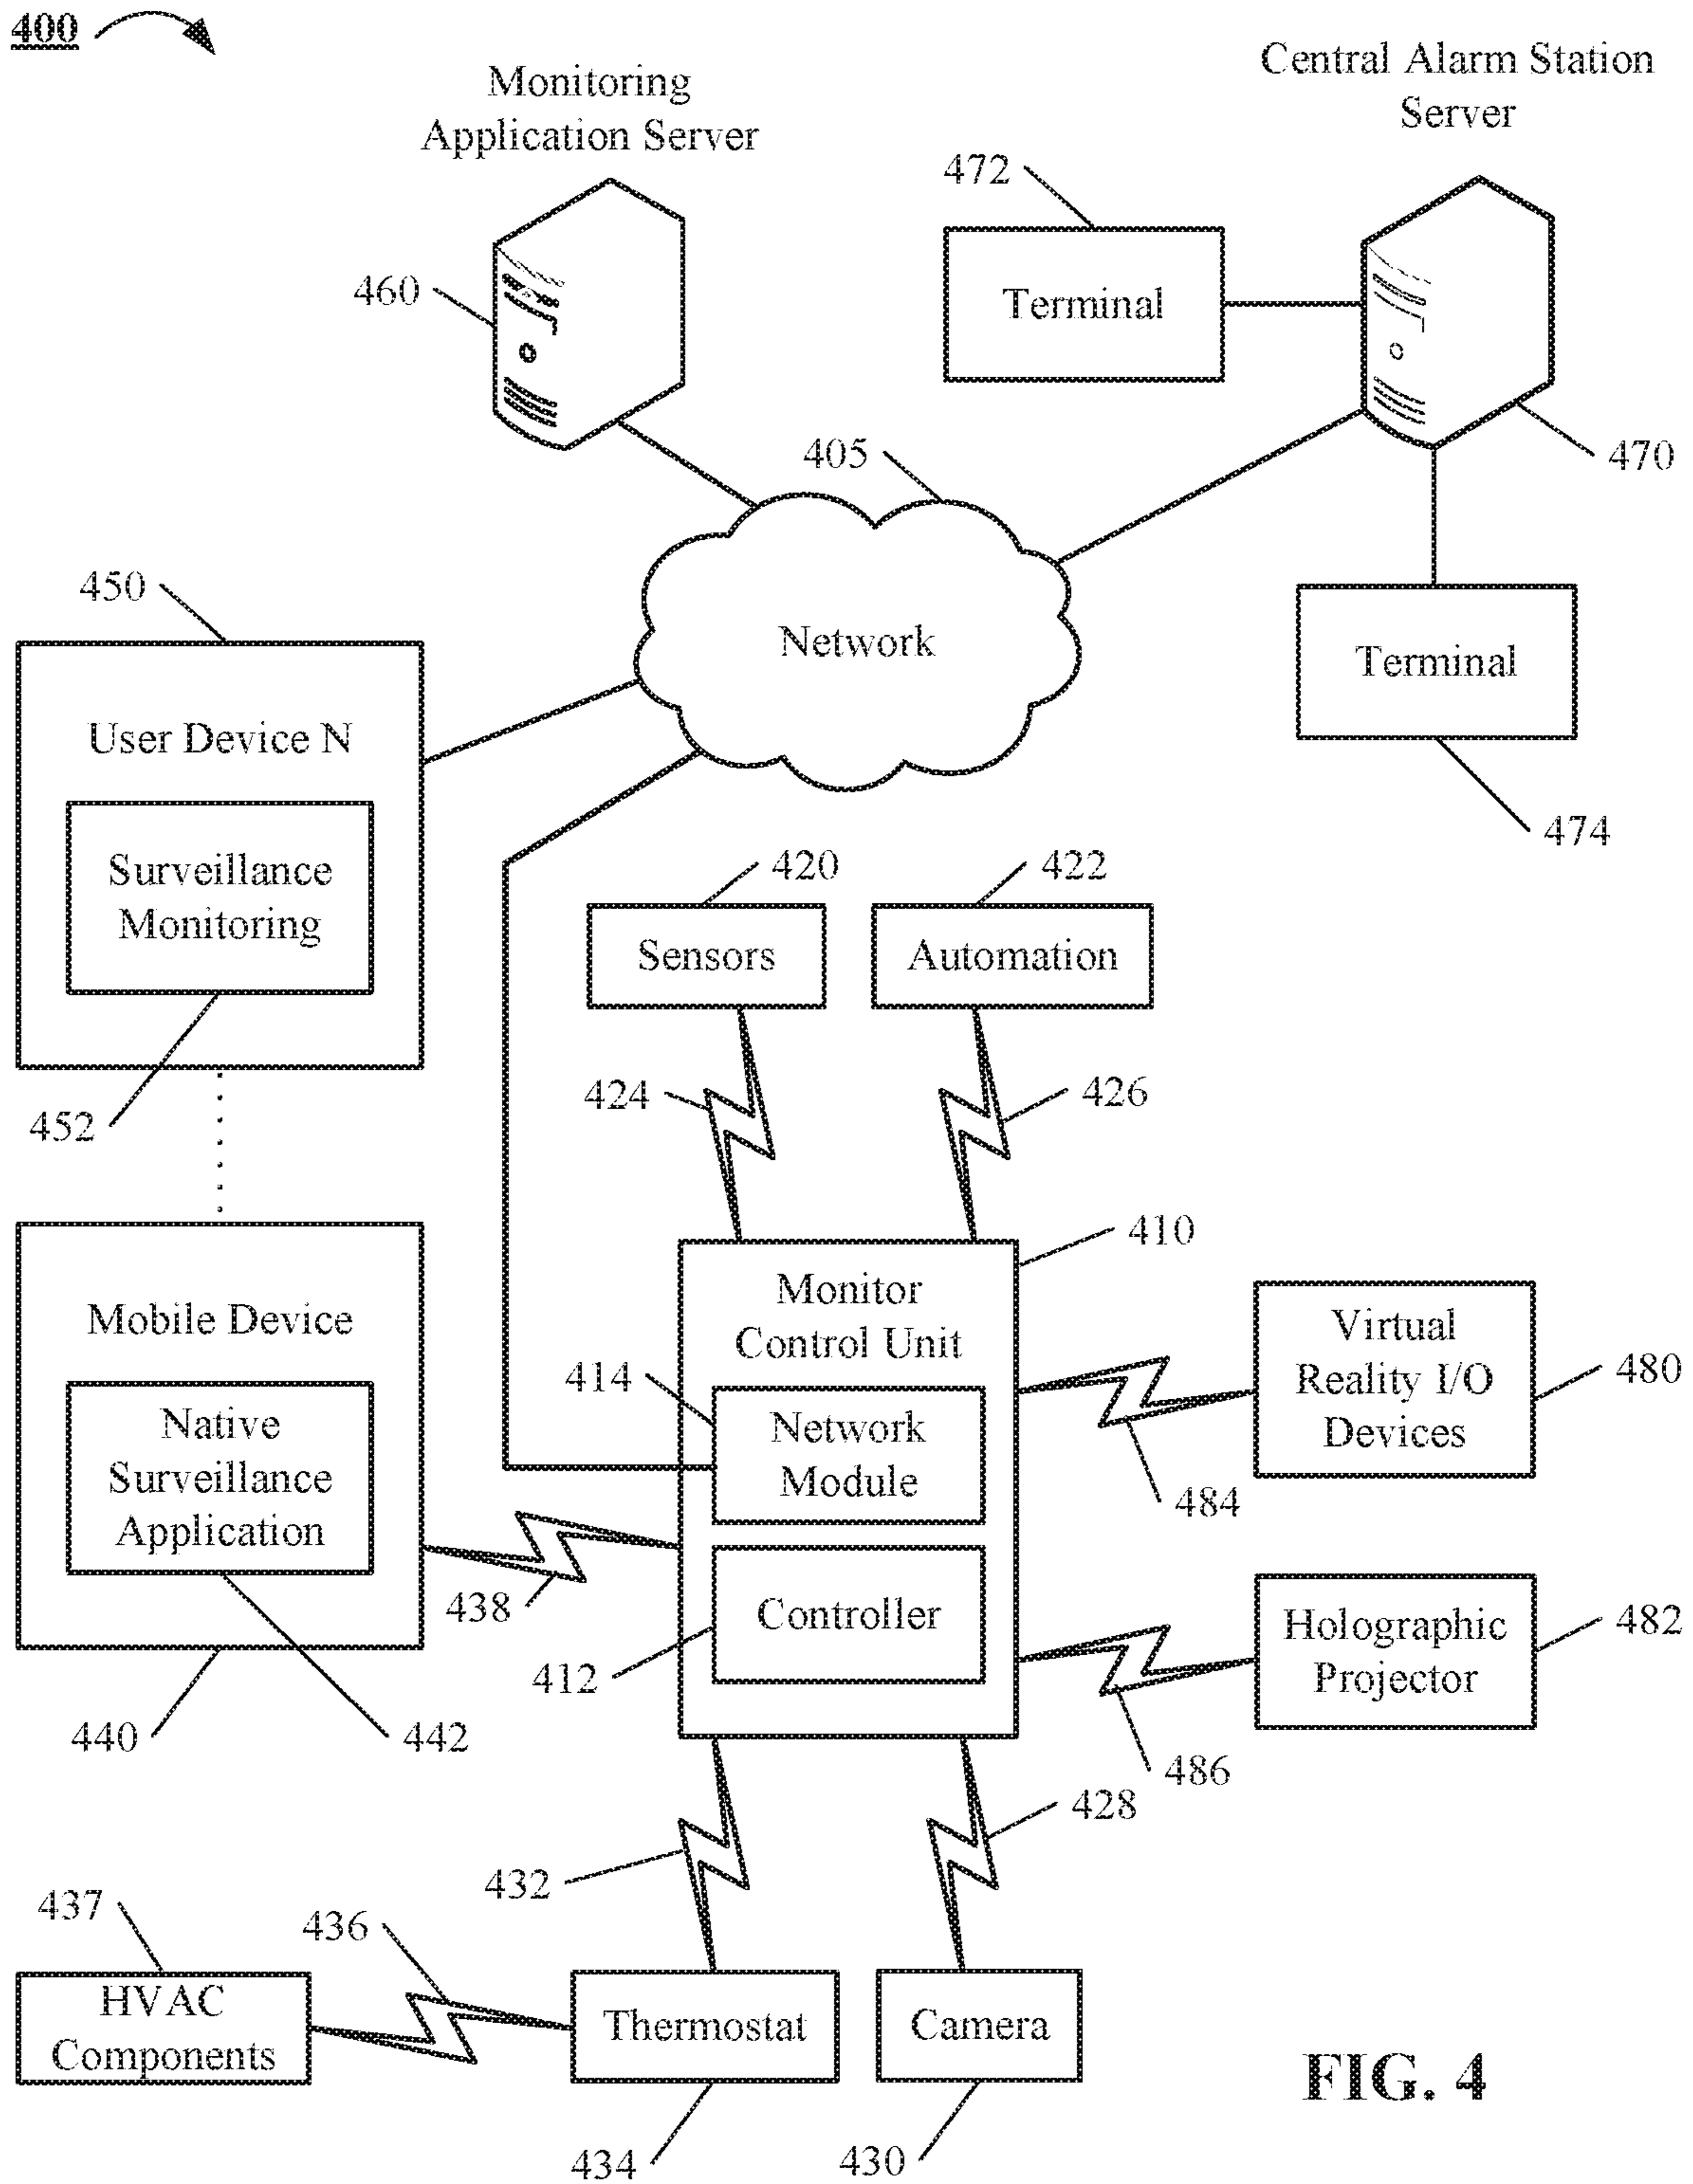 400
Monitoring
Application Server
Central Alarm Station
Server
472
Terminal
460
470
405
Network
Terminal
474
450
User Device N
Surveillance
Monitoring
452
420
422
Sensors
Automation
424
426
410
Monitor
Control Unit
414
Network
Module
Controller
412
Mobile Device
Native
Surveillance
Application
438
440
442
Virtual
Reality I/O
Devices
480
484
Holographic
Projector
482
486
428
432
437
436
HVAC
Components
Thermostat
Camera
434
430
FIG. 4